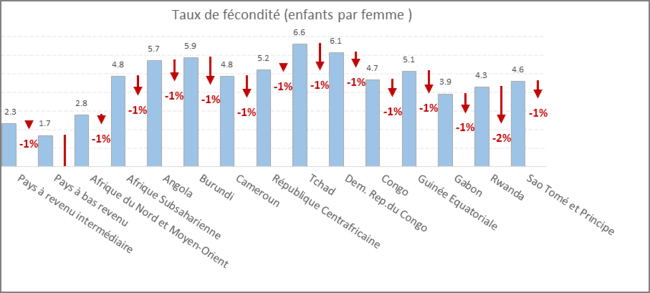 Taux de fécondité (enfants par femme )
2.3
1.7
2.8
4.8
5.7
5.9
4.8
5.2
6.6
6.1
4.7
5.1
3.9
4.3
4.6
-1%
-1%
-1%
-1%
-1%
-1%
-1%
-1%
-1%
-1%
-1%
-1%
-2%
-1%
Pays à revenu intermédiaire
Pays à bas revenu
Afrique du Nord et Moyen-Orient
Afrique Subsaharienne
Angola
Burundi
Cameroun
République Centrafricaine
Tchad
Dem. Rep.du Congo
Congo
Guinée Equatoriale
Gabon
Rwanda
Sao Tomé et Principe